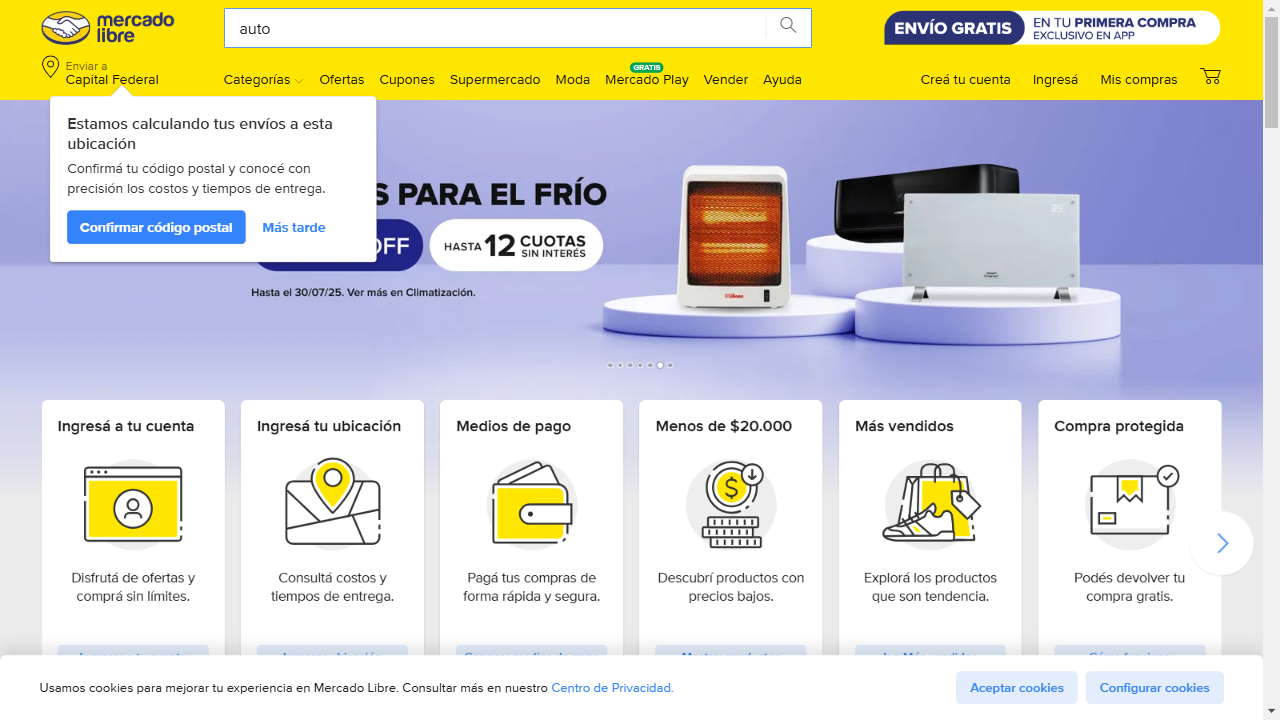 mercado
libre
auto
ENVÍO GRATIS
EN TU PRIMERA COMPRA
EXCLUSIVO EN APP
Enviar a
Capital Federal
Categorías
Ofertas
Cupones
Supermercado
Moda
GRATIS
Mercado Play
Vender
Ayuda
Creá tu cuenta
Ingresá
Mis compras
Estamos calculando tus envíos a esta
ubicación
Confirmá tu código postal y conocé con
precisión los costos y tiempos de entrega.
Confirmar código postal
Más tarde
PARA EL FRÍO
OFF
HASTA 12 CUOTAS
SIN INTERÉS
Hasta el 30/07/25. Ver más en Climatización.
Ingresá a tu cuenta
Disfrutá de ofertas y
comprá sin límites.
Ingresá tu ubicación
Consultá costos y
tiempos de entrega.
Medios de pago
Pagá tus compras de
forma rápida y segura.
Menos de $20.000
Descubrí productos con
precios bajos.
Más vendidos
Explorá los productos
que son tendencia.
Compra protegida
Podés devolver tu
compra gratis.
Usamos cookies para mejorar tu experiencia en Mercado Libre. Consultar más en nuestro Centro de Privacidad.
Aceptar cookies
Configurar cookies